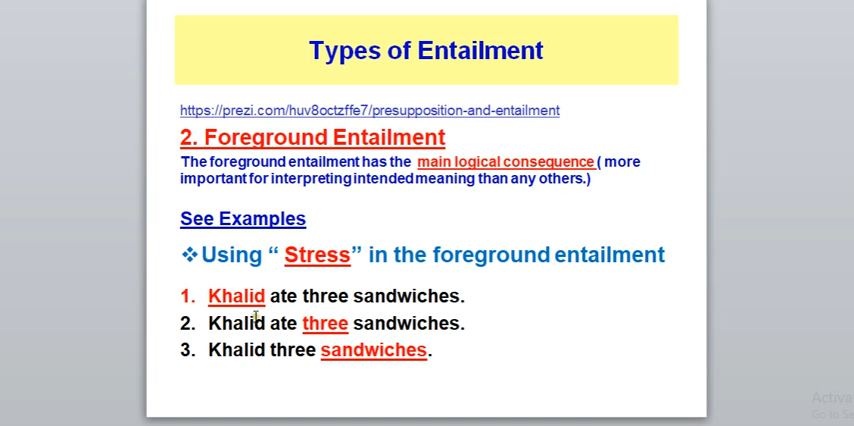 Types of Entailment
https://prezi.com/huv8octzffe7/presupposition-and-entailment
2. Foreground Entailment
The foreground entailment has the main logical consequence ( more
important for interpreting intended meaning than any others.)
See Examples
❖Using “ Stress” in the foreground entailment
1. Khalid ate three sandwiches.
2. Khalid ate three sandwiches.
3. Khalid three sandwiches.
Activa
Go to Se